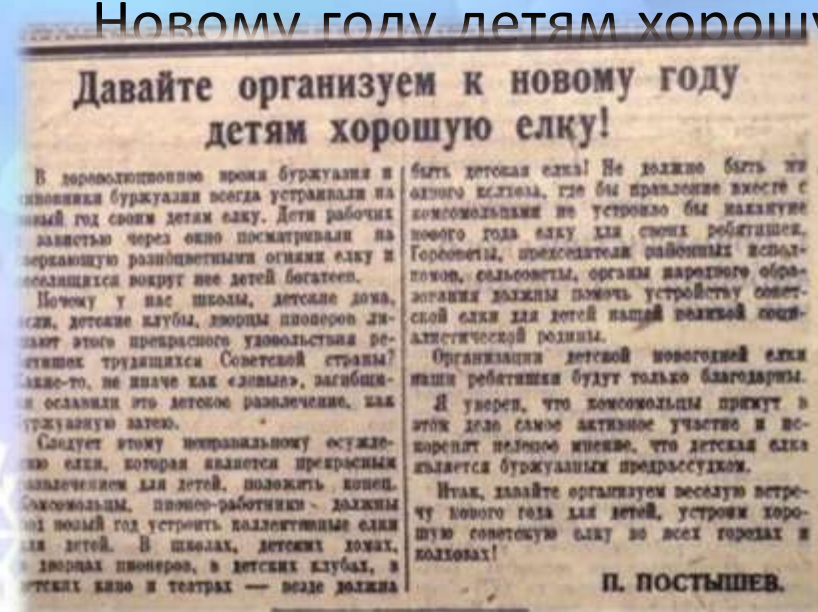 Новому году детям хорошу
Давайте организуем к новому году
детям хорошую елку!
В дореволюционное время буржуазия и
чиновники буржуазии всегда устраивали на
новый год своим детям елку. Дети рабочих
завистью через окно посматривали на
сверкающую разноцветными огнями елку и
веселящихся вокруг нее детей богатеев.
Почему у нас школы, детские дома,
ясли, детские клубы, дворцы пионеров ли-
шают этого прекрасного удовольствия ре-
бятишек трудящихся Советской страны?
Какие-то, не иначе как «левые», загибщи-
ки ославили это детское развлечение, как
буржуазную затею.
Следует этому неправильному осужде-
нию елки, которая является прекрасным
развлечением для детей, положить конец.
Комсомольцы, пионер-работники - должны
под новый год устроить коллективные елки
для детей. В школах, детских домах,
в дворцах пионеров, в детских клубах, в
детских кино и театрах — везде должна
быть детская елка! Не должно быть ни
одного колхоза, где бы правление вместе с
комсомольцами не устроило бы накануне
нового года елку для своих ребятишек.
Горсоветы, председатели районных испол-
комов, сельсоветы, органы народного обра-
зования должны помочь устройству совет-
ской елки для детей нашей великой соци-
алистической родины.
Организации детской новогодней елки
наши ребятишки будут только благодарны.
Я уверен, что комсомольцы примут в
этом деле самое активное участие и ис-
коренят нелепое мнение, что детская елка
является буржуазным предрассудком.
Итак, давайте организуем веселую встре-
чу нового года для детей, устроим хоро-
шую советскую елку во всех городах и
колхозах!
П. ПОСТЫШЕВ.